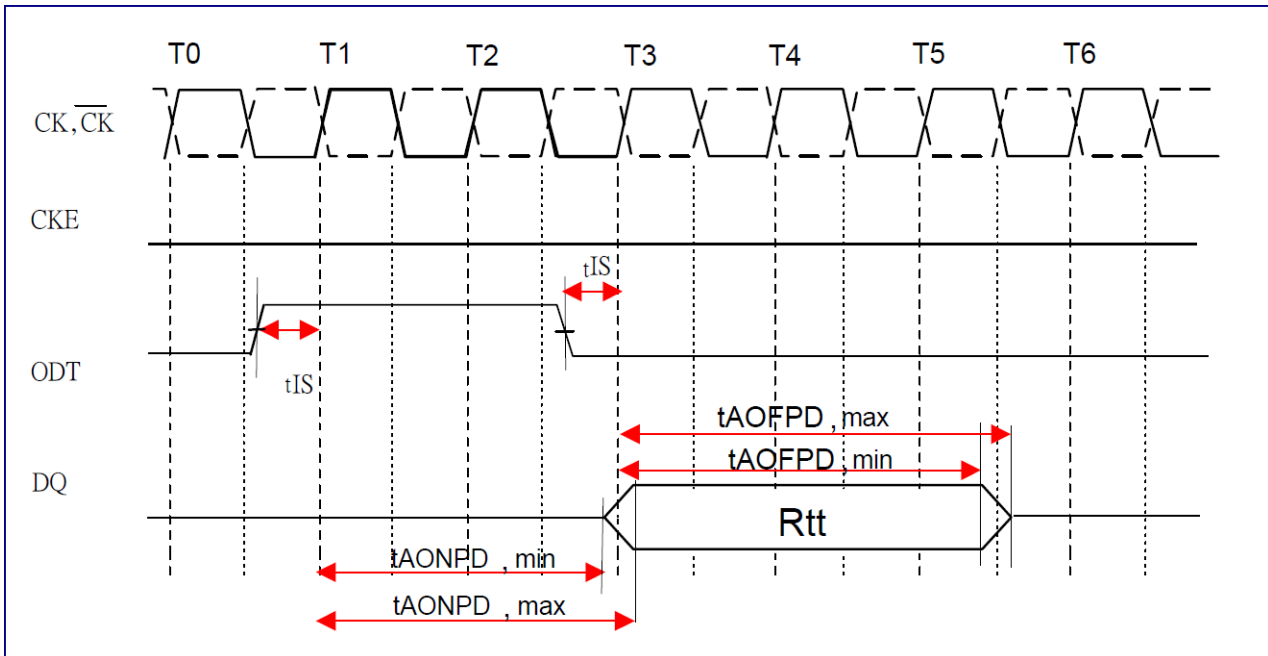 T0 T1 T2 T3 T4 T5 T6
CK, C̅K̅
CKE
tIS
ODT
tIS
tAOFPD , max
tAOFPD , min
DQ
Rtt
tAONPD , min
tAONPD , max